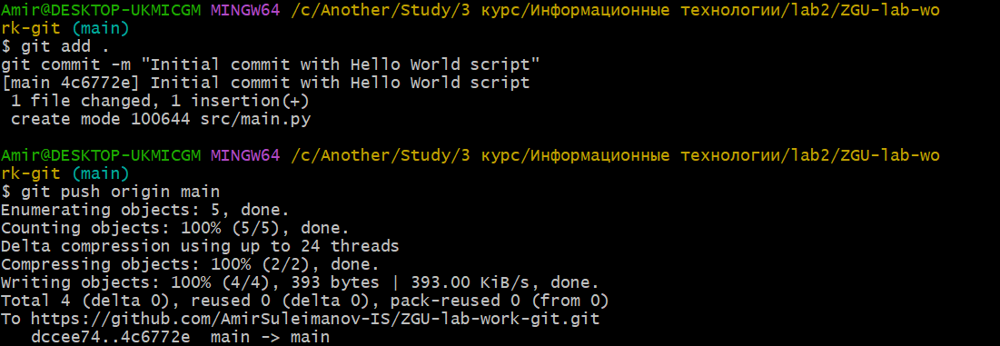 Amir@DESKTOP-UKMICGM MINGW64 /c/Another/Study/3 курс/Информационные технологии/lab2/ZGU-lab-wo
rk-git (main)
$ git add .
git commit -m "Initial commit with Hello World script"
[main 4c6772e] Initial commit with Hello World script
 1 file changed, 1 insertion(+)
 create mode 100644 src/main.py

Amir@DESKTOP-UKMICGM MINGW64 /c/Another/Study/3 курс/Информационные технологии/lab2/ZGU-lab-wo
rk-git (main)
$ git push origin main
Enumerating objects: 5, done.
Counting objects: 100% (5/5), done.
Delta compression using up to 24 threads
Compressing objects: 100% (2/2), done.
Writing objects: 100% (4/4), 393 bytes | 393.00 KiB/s, done.
Total 4 (delta 0), reused 0 (delta 0), pack-reused 0 (from 0)
To https://github.com/AmirSuleimanov-IS/ZGU-lab-work-git.git
   dccee74..4c6772e  main -> main